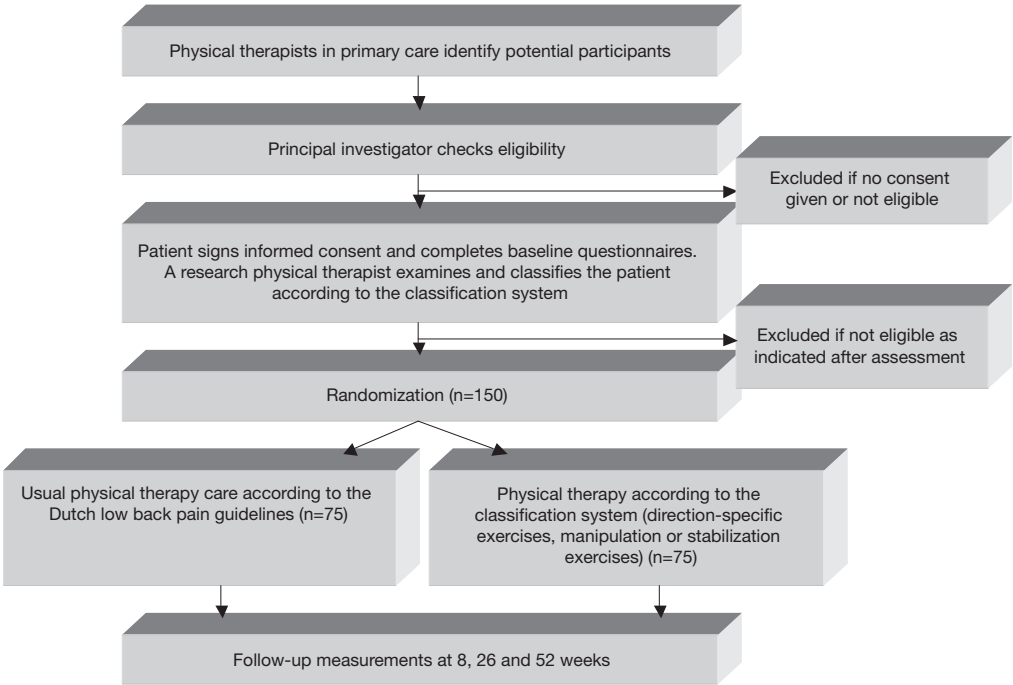 Physical therapists in primary care identify potential participants
Principal investigator checks eligibility
Excluded if no consent
given or not eligible
Patient signs informed consent and completes baseline questionnaires.
A research physical therapist examines and classifies the patient
according to the classification system
Excluded if not eligible as
indicated after assessment
Randomization (n=150)
Usual physical therapy care according to the
Dutch low back pain guidelines (n=75)
Physical therapy according to the
classification system (direction-specific
exercises, manipulation or stabilization
exercises) (n=75)
Follow-up measurements at 8, 26 and 52 weeks